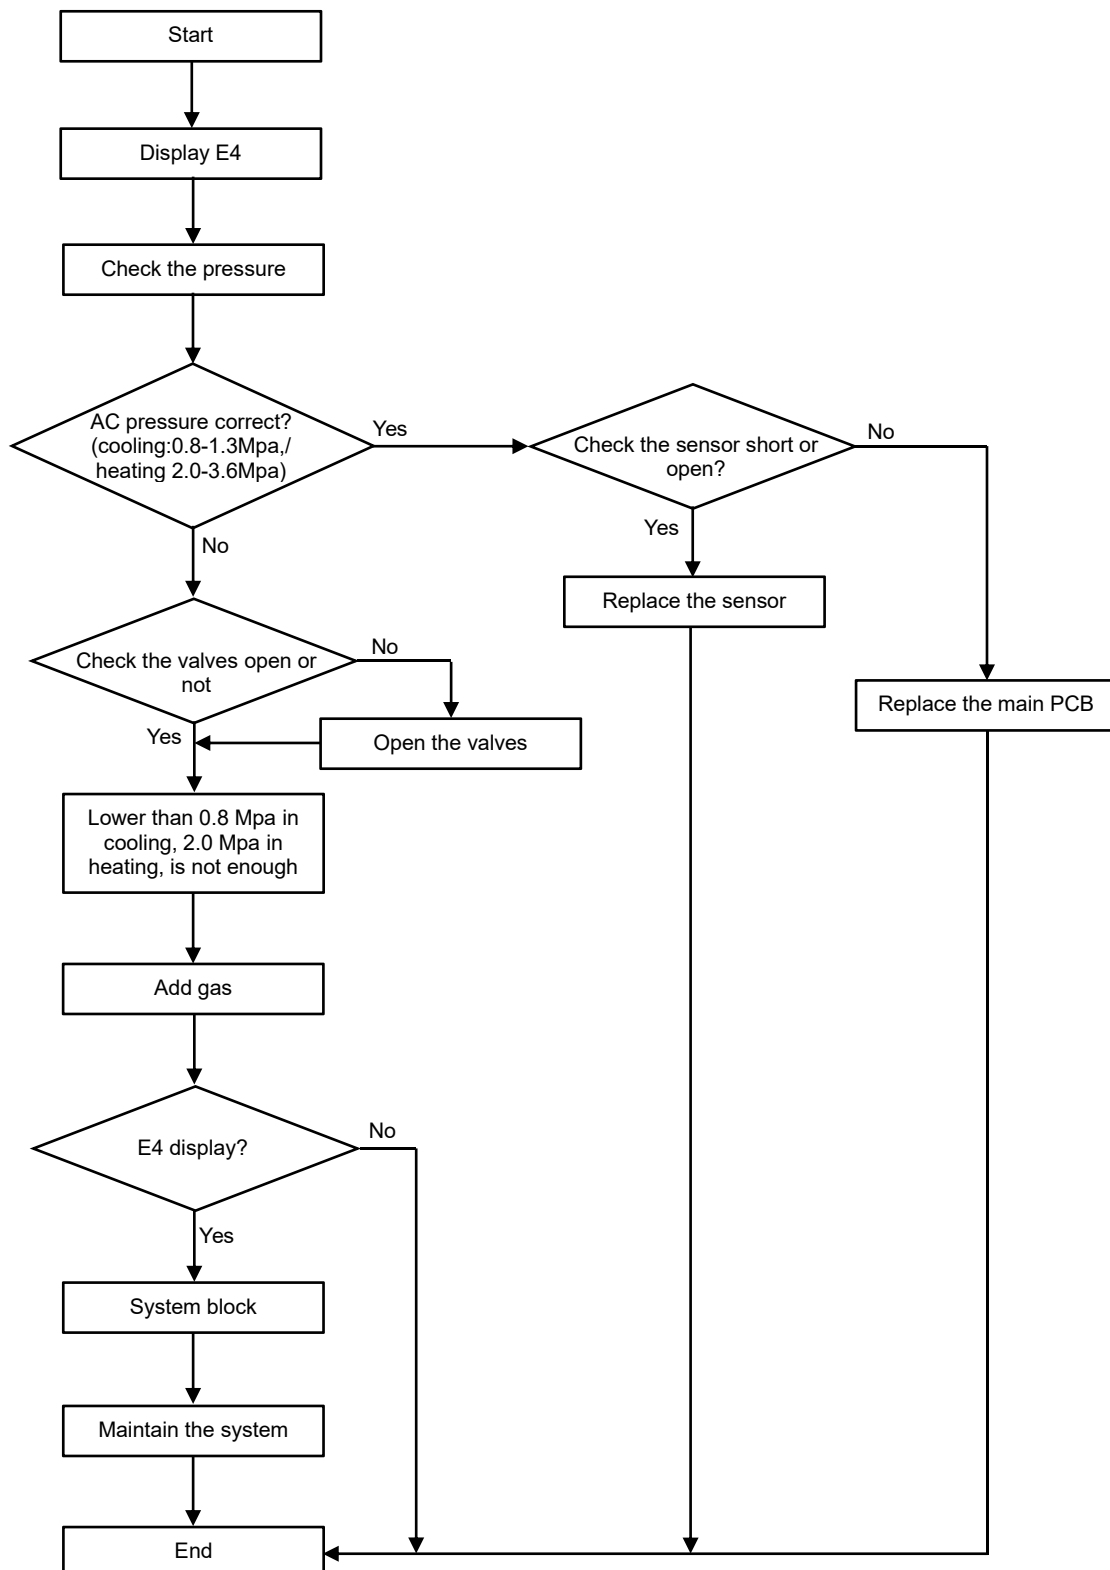 Start
Display E4
Check the pressure
AC pressure correct?
(cooling:0.8-1.3Mpa,/
heating 2.0-3.6Mpa)
Yes
Check the sensor short or
open?
No
No
Yes
Replace the sensor
Check the valves open or
not
No
Replace the main PCB
Yes
Open the valves
Lower than 0.8 Mpa in
cooling, 2.0 Mpa in
heating, is not enough
Add gas
E4 display?
No
Yes
System block
Maintain the system
End